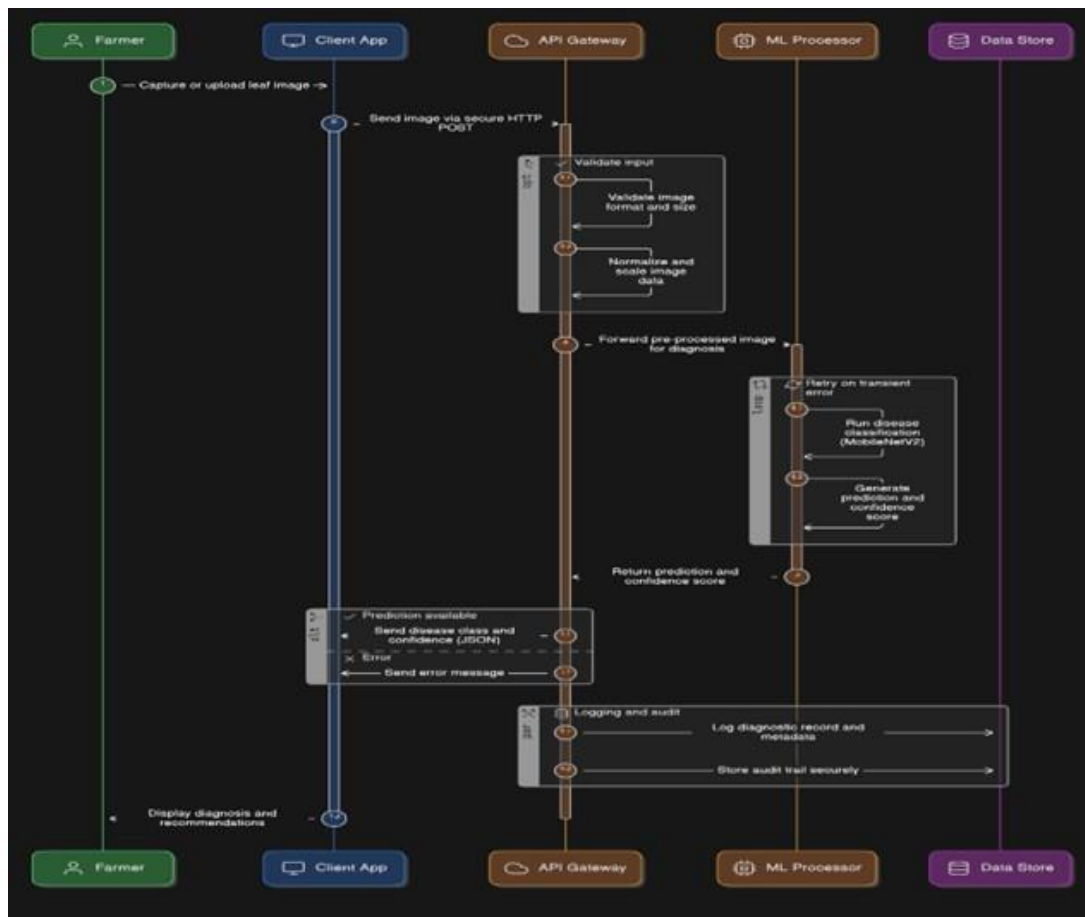 Farmer
Client App
API Gateway
ML Processor
Data Store
Capture or upload leaf image
Send image via secure HTTP
POST
opt
Validate input
Validate image
format and size
Normalize and
scale image
data
Forward pre-processed image
for diagnosis
loop
Retry on transient
error
Run disease
classification
(MobileNetV2)
Generate
prediction and
confidence
score
Return prediction and
confidence score
alt
Prediction available
Send disease class and
confidence (JSON)
Error
Send error message
par
Logging and audit
Log diagnostic record and
metadata
Store audit trail securely
Display diagnosis and
recommendations
Farmer
Client App
API Gateway
ML Processor
Data Store